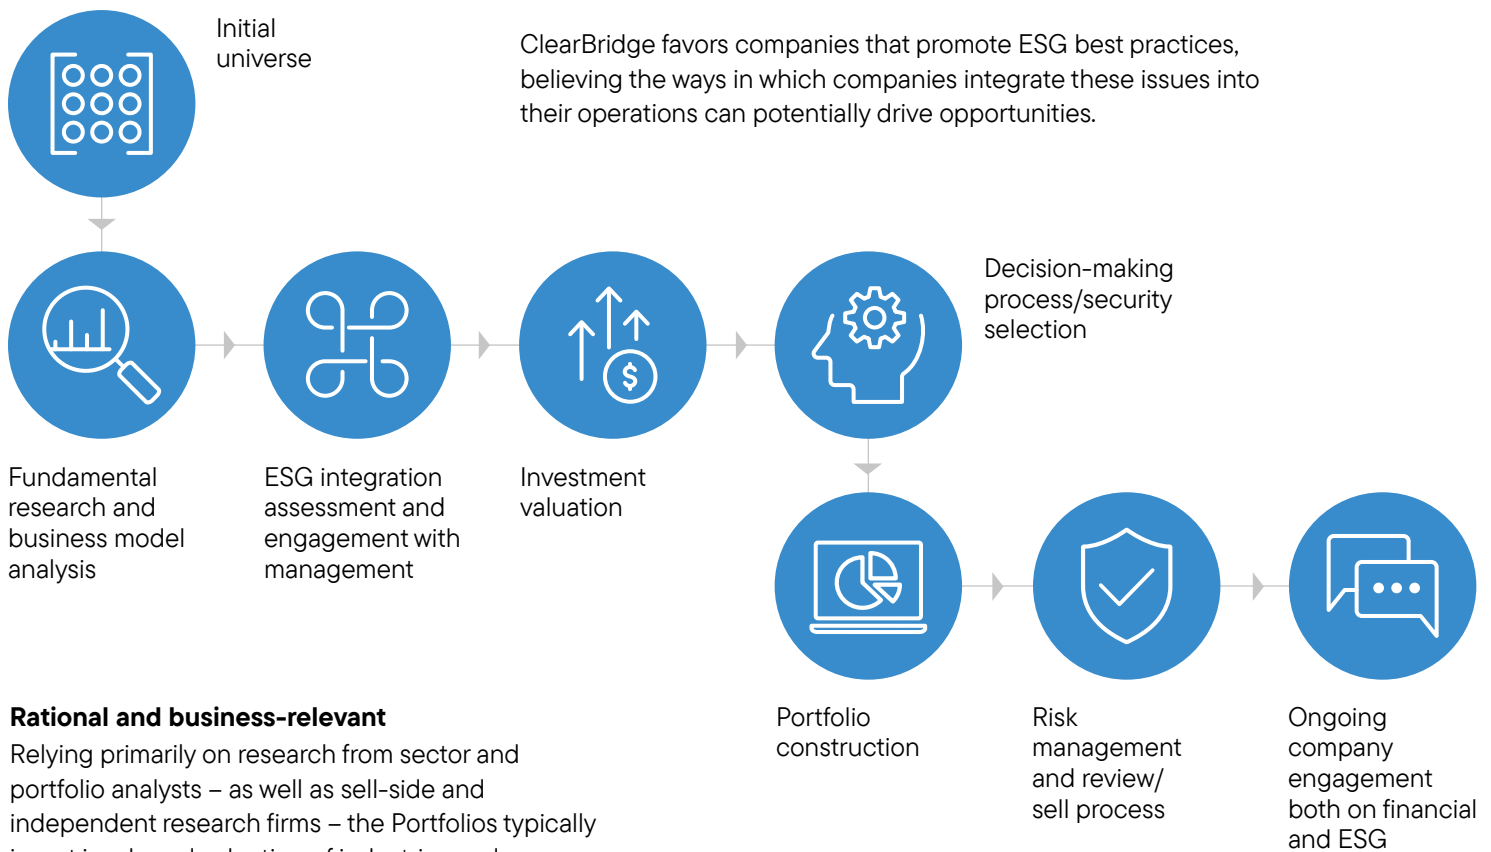 Initial
universe
ClearBridge favors companies that promote ESG best practices,
believing the ways in which companies integrate these issues into
their operations can potentially drive opportunities.
$
Decision-making
process/security
selection
Fundamental
research and
business model
analysis
ESG integration
assessment and
engagement with
management
Investment
valuation
Rational and business-relevant
Relying primarily on research from sector and
portfolio analysts – as well as sell-side and
independent research firms – the Portfolios typically
Portfolio
construction
Risk
management
and review/
sell process
Ongoing
company
engagement
both on financial
and ESG